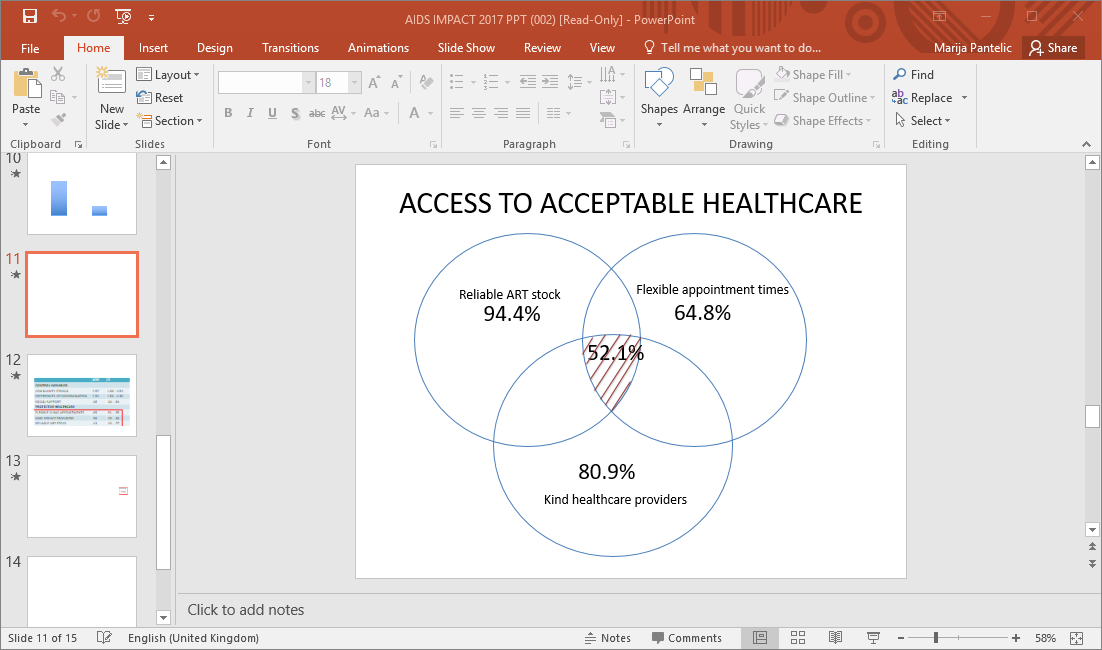 AIDS IMPACT 2017 PPT (002) [Read-Only] - PowerPoint
File Home Insert Design Transitions Animations Slide Show Review View Tell me what you want to do... Marija Pantelic Share
Paste
New Slide
Layout
Reset
Section
18
B I U S abc AV Aa A
Shapes Arrange Quick Styles
Shape Fill
Shape Outline
Shape Effects
Find
Replace
Select
Clipboard Slides Font Paragraph Drawing Editing
10
11
12
13
14
ACCESS TO ACCEPTABLE HEALTHCARE
Reliable ART stock
94.4%
Flexible appointment times
64.8%
52.1%
80.9%
Kind healthcare providers
Click to add notes
Slide 11 of 15 English (United Kingdom) Notes Comments 58%